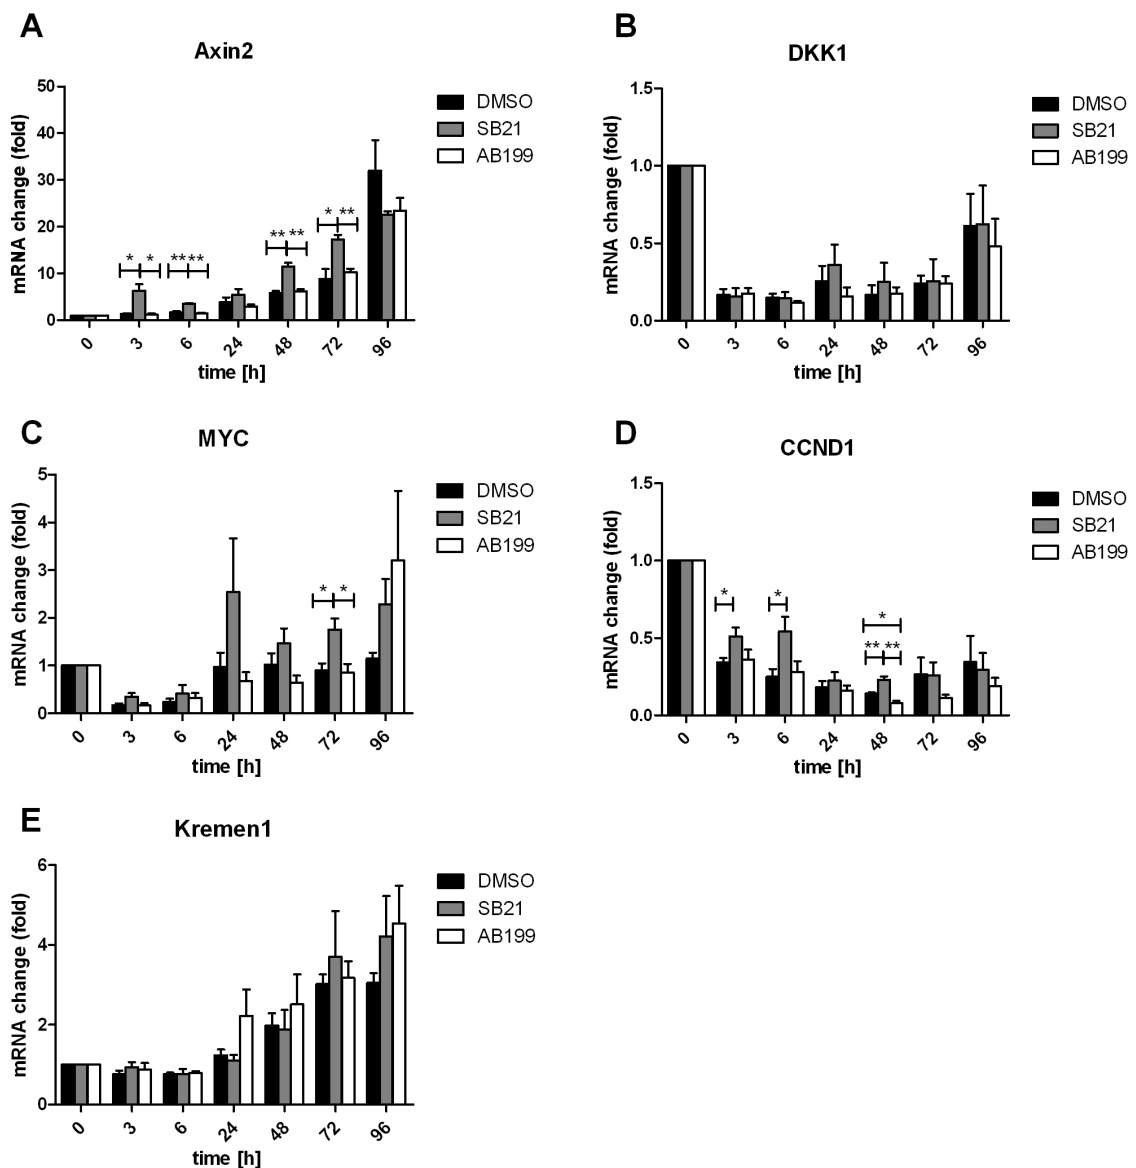 A
Axin2
mRNA change (fold)
50
40
30
20
10
0
* * ** ** ** ** * **
0 3 6 24 48 72 96
time [h]
DMSO
SB21
AB199
B
DKK1
mRNA change (fold)
1.5
1.0
0.5
0.0
0 3 6 24 48 72 96
time [h]
DMSO
SB21
AB199
C
MYC
mRNA change (fold)
5
4
3
2
1
0
* *
0 3 6 24 48 72 96
time [h]
DMSO
SB21
AB199
D
CCND1
mRNA change (fold)
1.5
1.0
0.5
0.0
* * *
** **
0 3 6 24 48 72 96
time [h]
DMSO
SB21
AB199
E
Kremen1
mRNA change (fold)
6
4
2
0
0 3 6 24 48 72 96
time [h]
DMSO
SB21
AB199